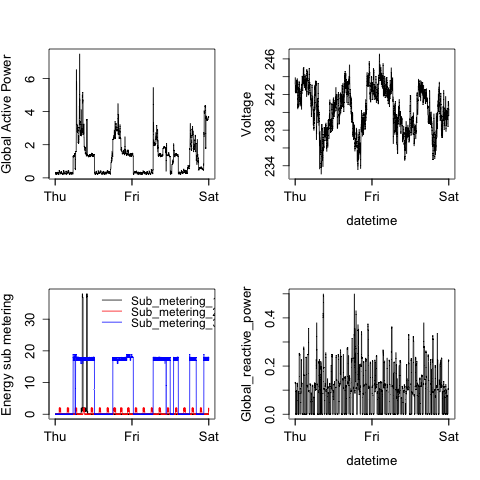 Global Active Power
0 2 4 6
Thu Fri Sat
Voltage
234 238 242 246
Thu Fri Sat
datetime
Energy sub metering
0 10 20 30
Sub_metering_
Sub_metering_
Sub_metering_
Thu Fri Sat
Global_reactive_power
0.0 0.2 0.4
Thu Fri Sat
datetime